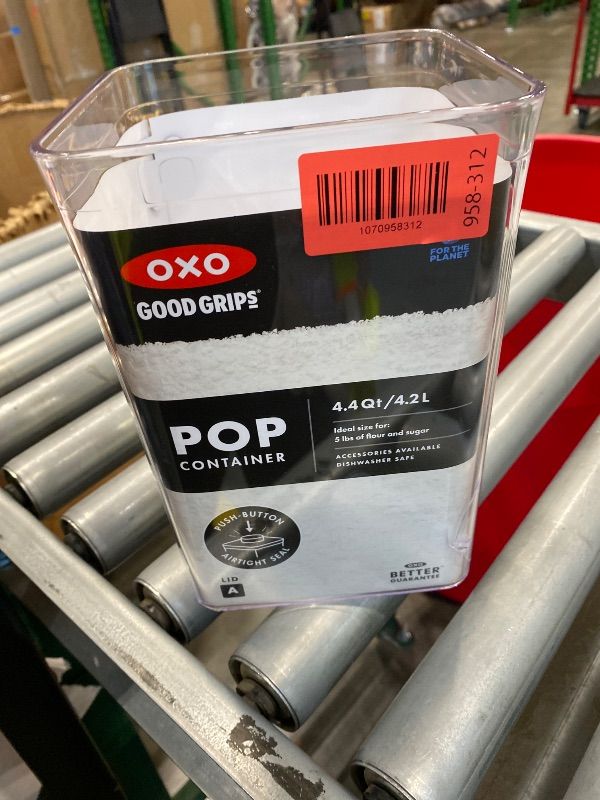 1070958312
958-312
FOR THE
PLANET
OXO
GOOD GRIPS®
POP
CONTAINER
4.4 Qt/4.2 L
Ideal size for:
5 lbs of flour and sugar
ACCESSORIES AVAILABLE
DISHWASHER SAFE
PUSH-BUTTON
AIRTIGHT SEAL
LID
A
OXO
BETTER
GUARANTEE